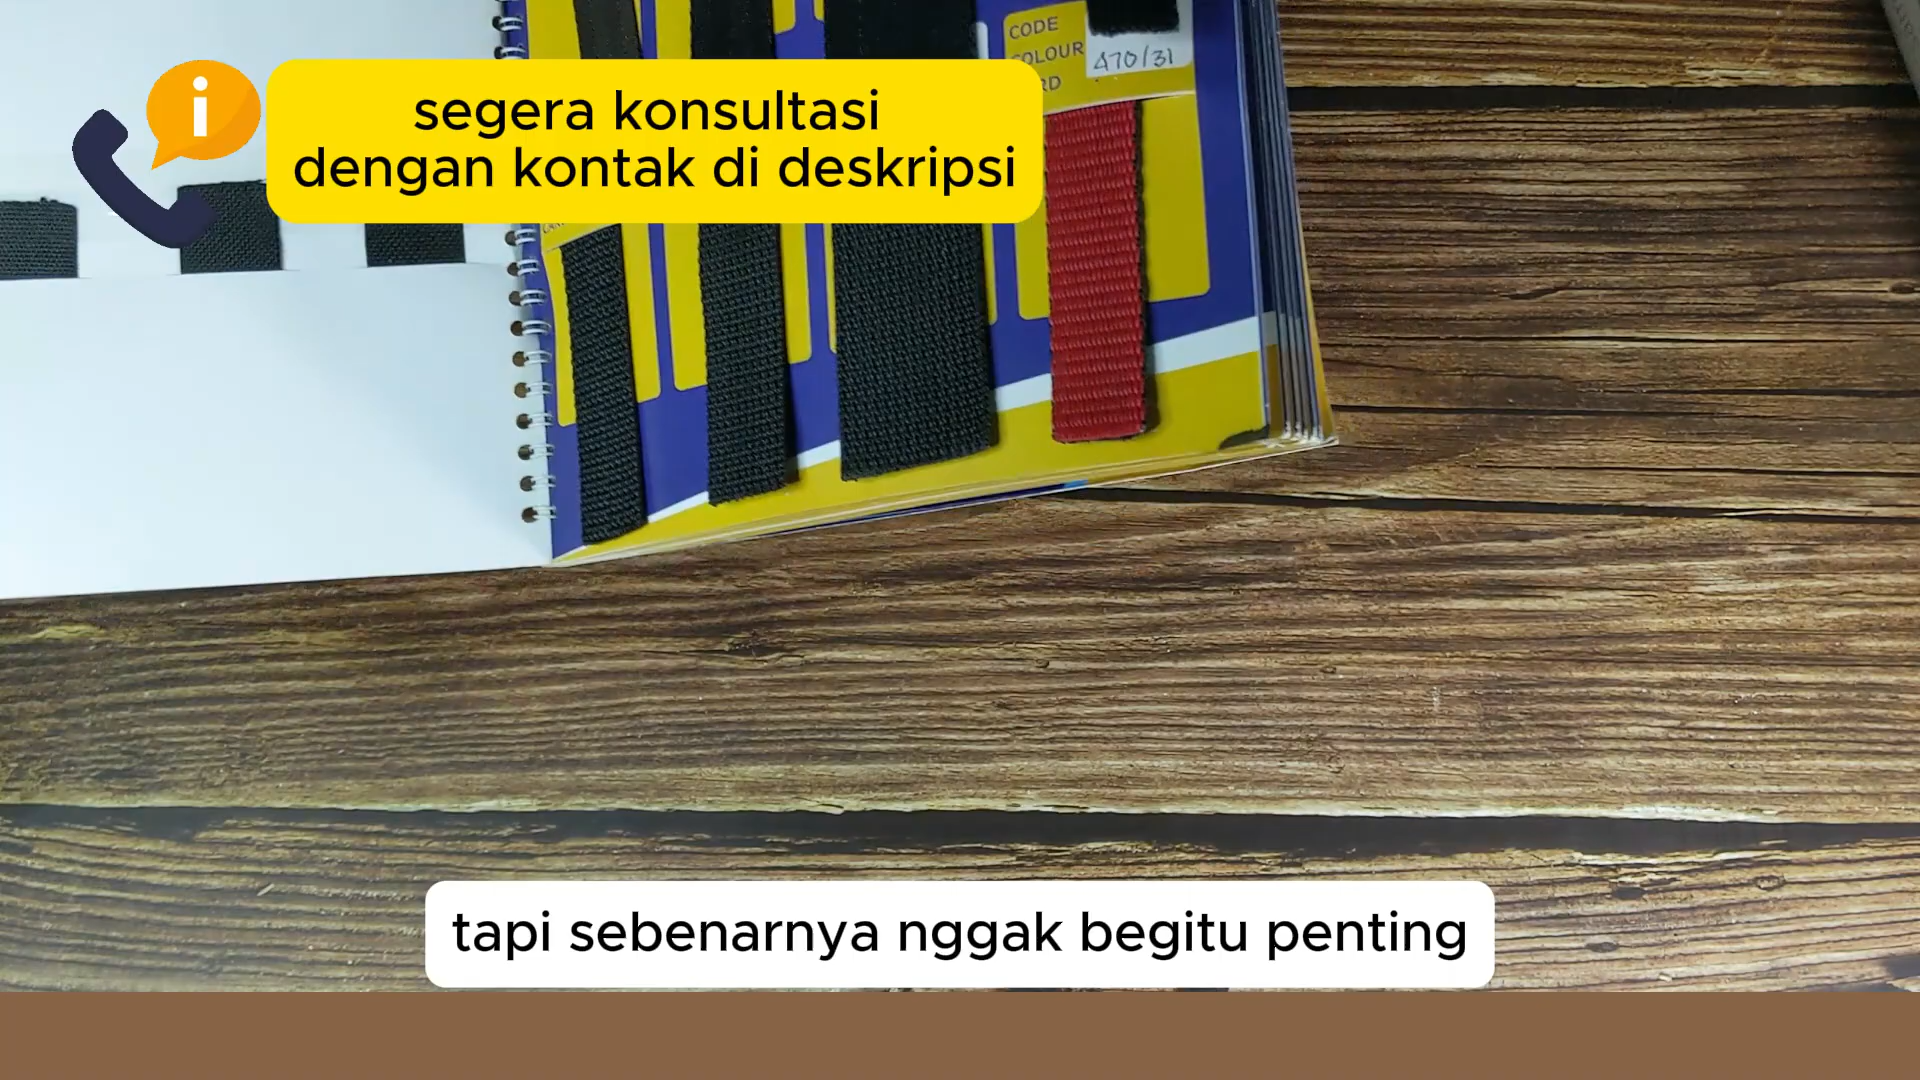 segera konsultasi
dengan kontak di deskripsi
CODE
COLOUR
470/31
tapi sebenarnya nggak begitu penting